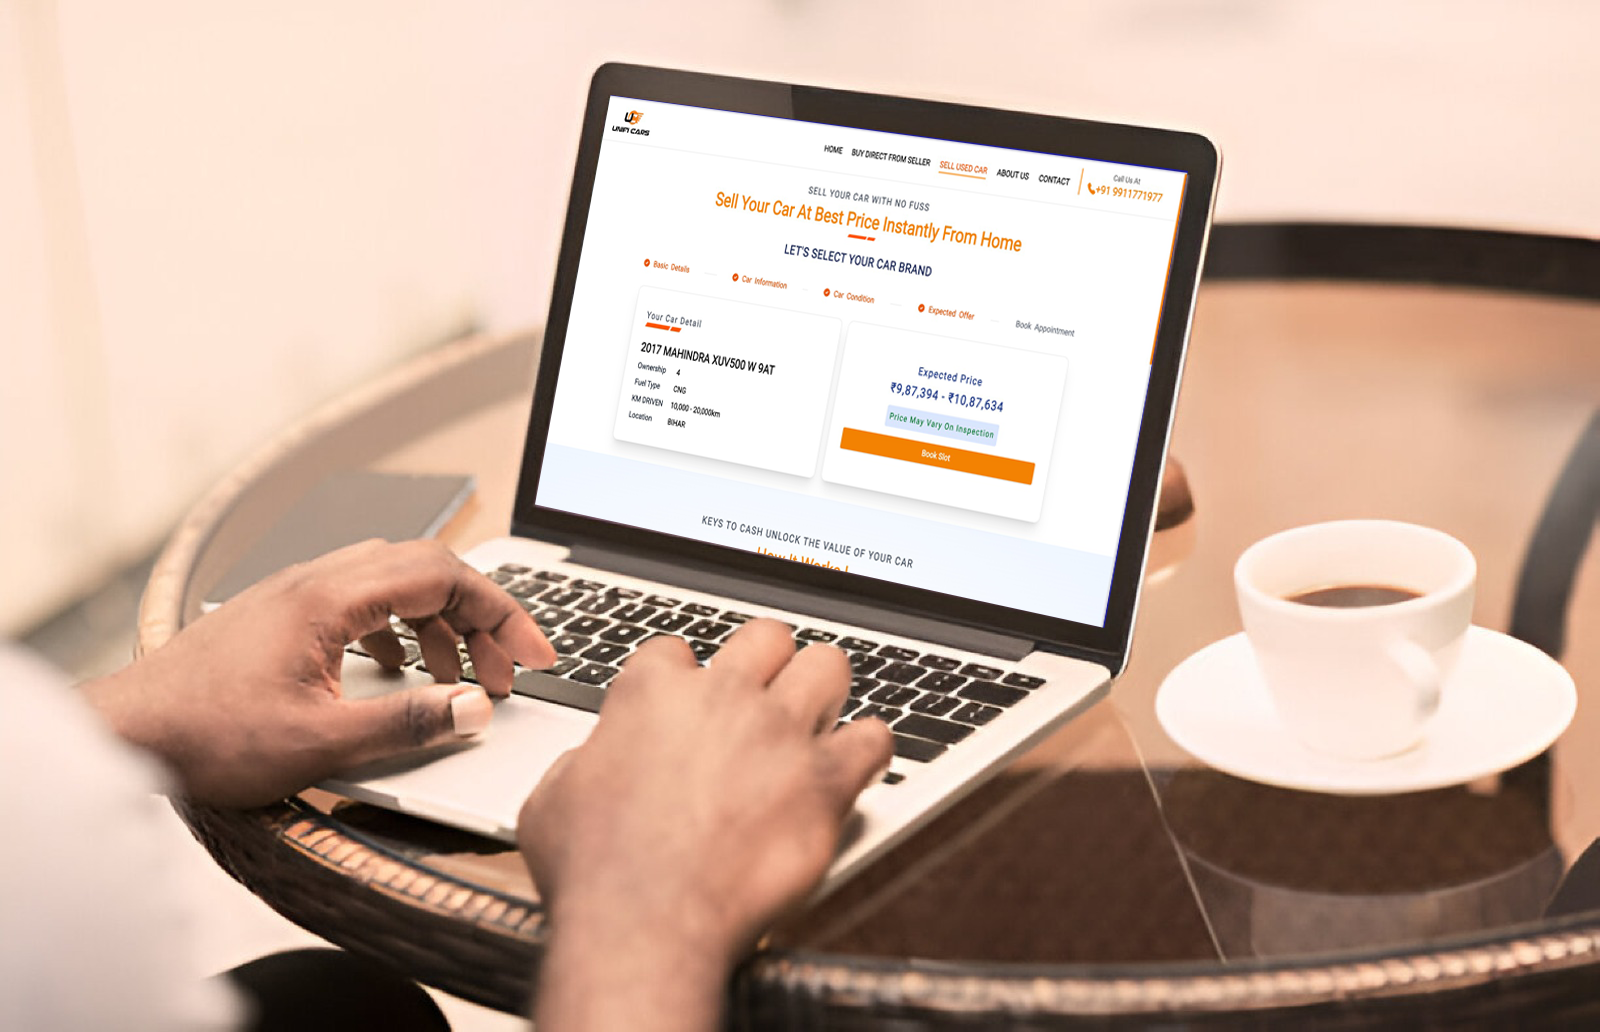 UNIFI CARS
HOME BUY DIRECT FROM SELLER SELL USED CAR ABOUT US CONTACT
Call Us At
+91 9911771977
SELL YOUR CAR WITH NO FUSS
Sell Your Car At Best Price Instantly From Home
LET'S SELECT YOUR CAR BRAND
Basic Details Car Information Car Condition Expected Offer Book Appointment
Your Car Detail
2017 MAHINDRA XUV500 W 9AT
Ownership 4
Fuel Type CNG
KM DRIVEN 10,000 - 20,000km
Location BIHAR
Expected Price
₹9,87,394 - ₹10,87,634
Price May Vary On Inspection
Book Slot
KEYS TO CASH UNLOCK THE VALUE OF YOUR CAR
How It Works !